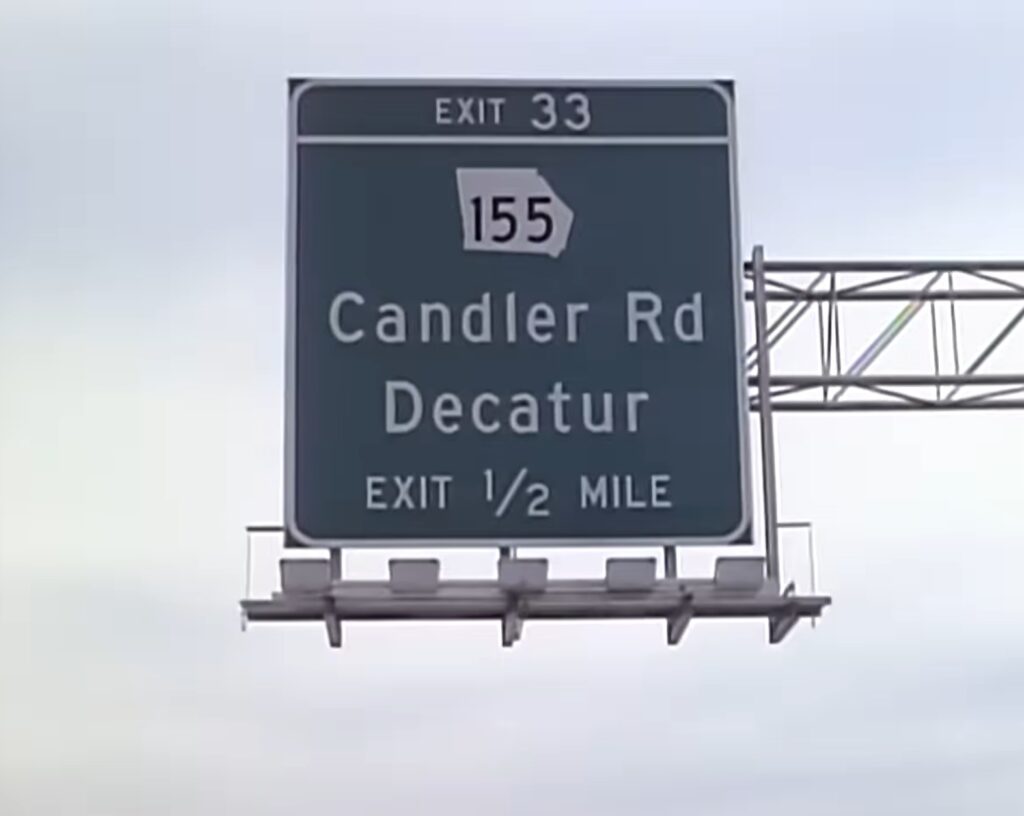 EXIT 33
155
Candler Rd
Decatur
EXIT 1/2 MILE